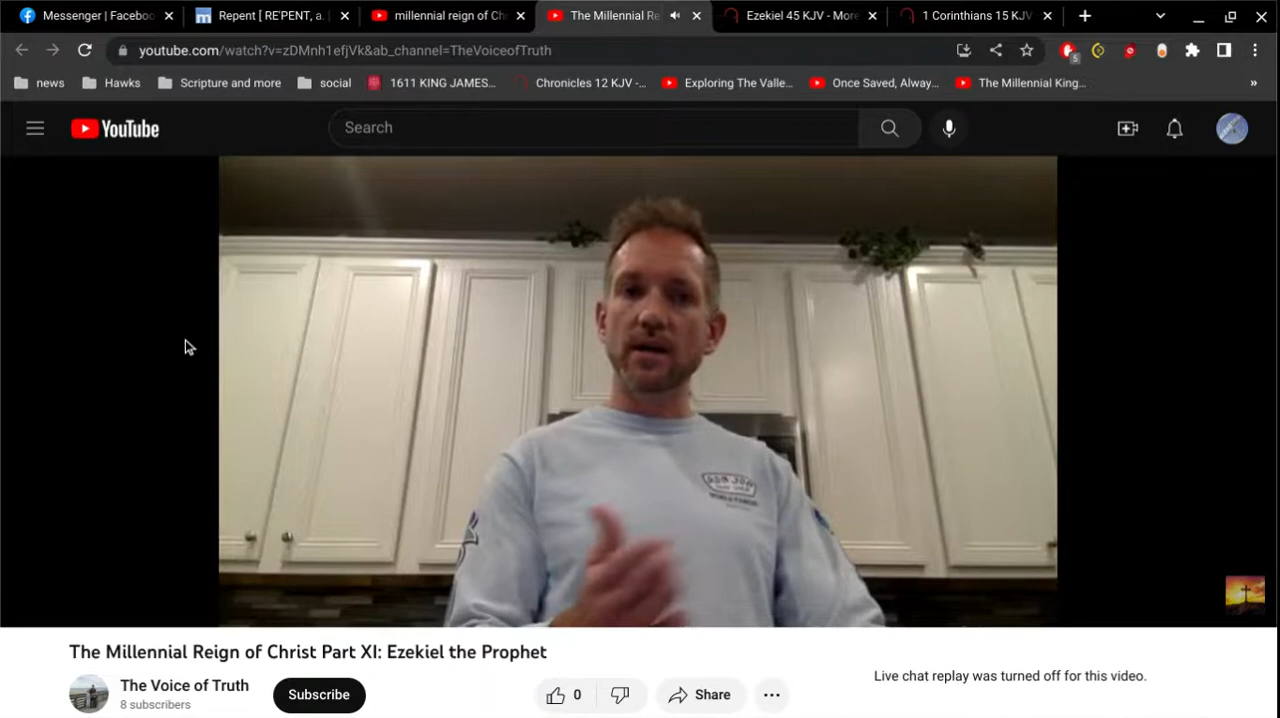 Messenger | Faceboo
Repent [ RE'PENT, a.
millennial reign of Chr
The Millennial Re
Ezekiel 45 KJV - More
1 Corinthians 15 KJV
youtube.com/watch?v=zDMnh1efjVk&ab_channel=TheVoiceofTruth
5
news
Hawks
Scripture and more
social
1611 KING JAMES...
Chronicles 12 KJV -...
Exploring The Valle...
Once Saved, Alway...
The Millennial King...
»
YouTube
Search
The Millennial Reign of Christ Part XI: Ezekiel the Prophet
The Voice of Truth
8 subscribers
Subscribe
0
Share
Live chat replay was turned off for this video.